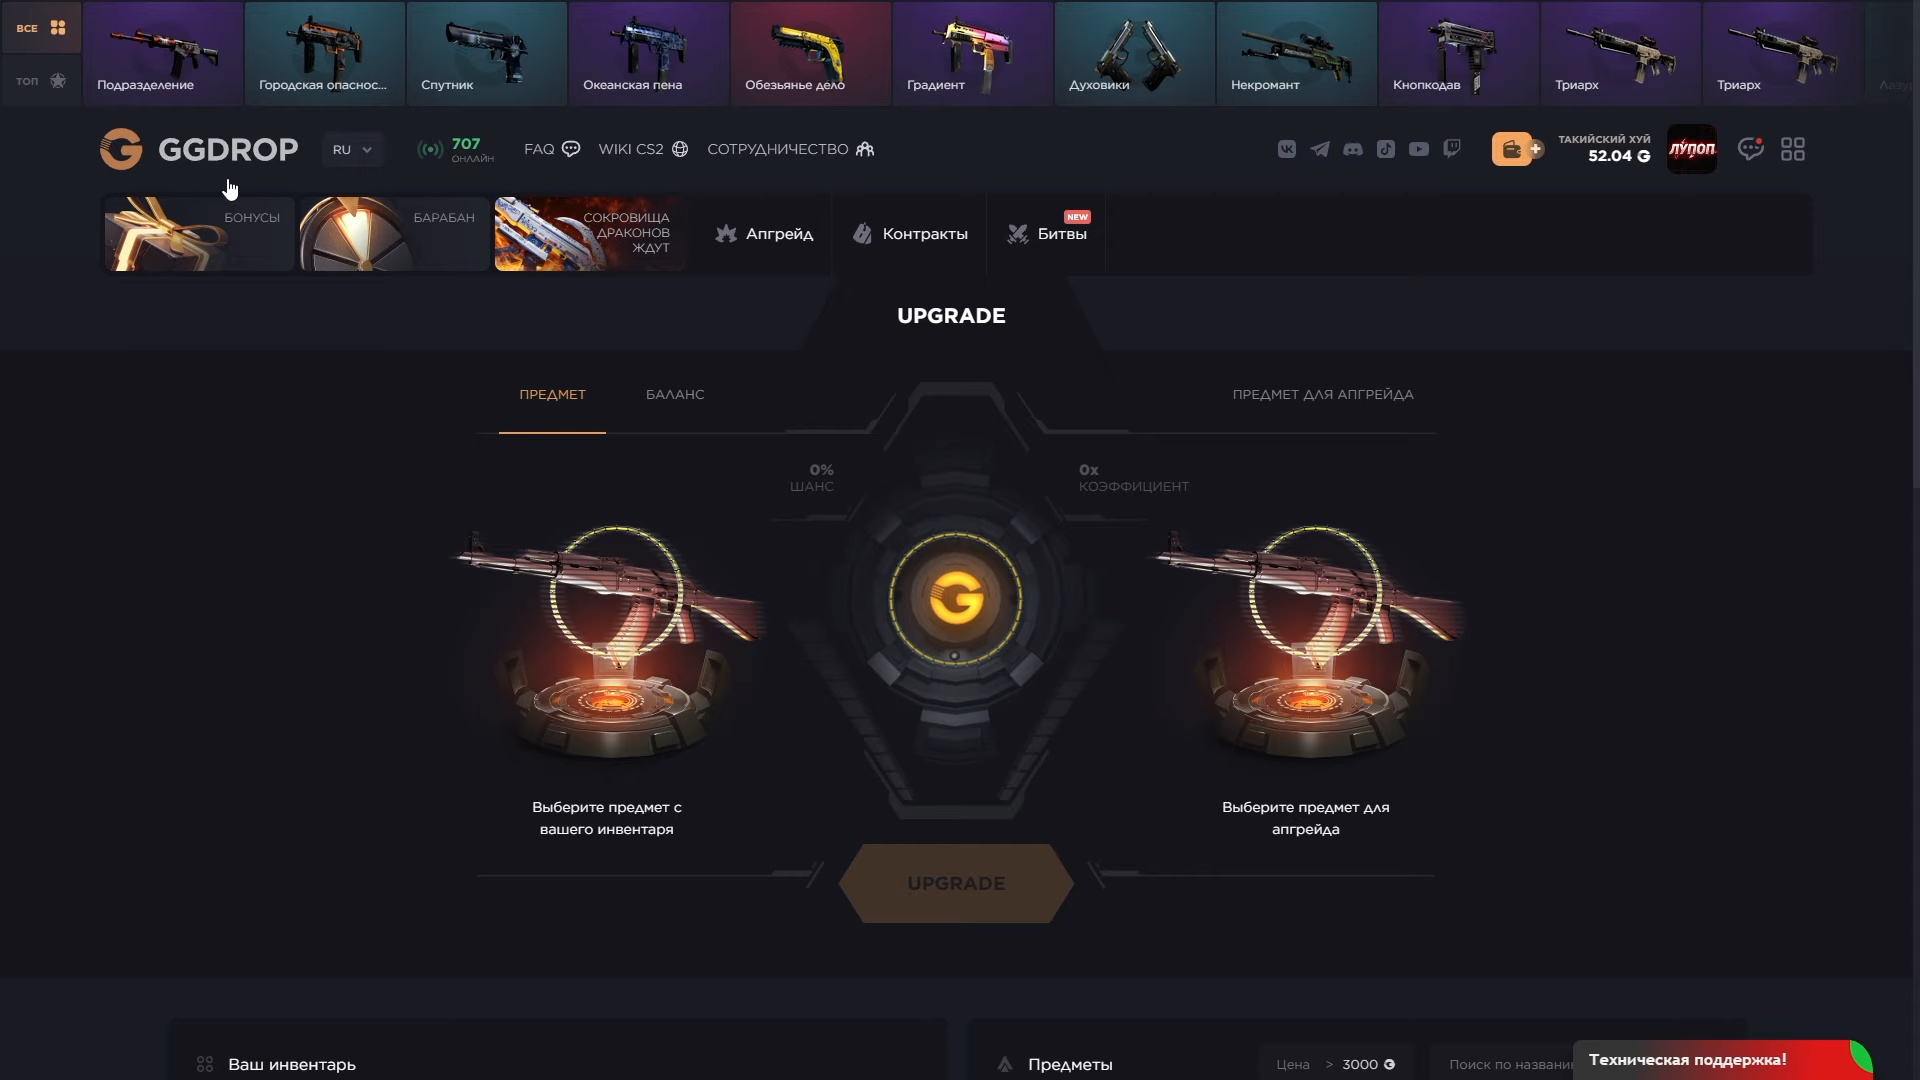 ВСЕ
ТОП
Подразделение
Городская опаснос...
Спутник
Океанская пена
Обезьянье дело
Градиент
Духовики
Некромант
Кнопкодав
Триарх
Триарх
GGDROP
RU
707
ОНЛАЙН
FAQ
WIKI CS2
СОТРУДНИЧЕСТВО
ТАКИЙСКИЙ ХУЙ
52.04
ЛУПОП
БОНУСЫ
БАРАБАН
СОКРОВИЩА
ДРАКОНОВ
ЖДУТ
Апгрейд
Контракты
NEW
Битвы
UPGRADE
ПРЕДМЕТ
БАЛАНС
ПРЕДМЕТ ДЛЯ АПГРЕЙДА
0%
ШАНС
0x
КОЭФФИЦИЕНТ
Выберите предмет с
вашего инвентаря
Выберите предмет для
апгрейда
UPGRADE
Ваш инвентарь
Предметы
Цена > 3000
Поиск по названи
Техническая поддержка!